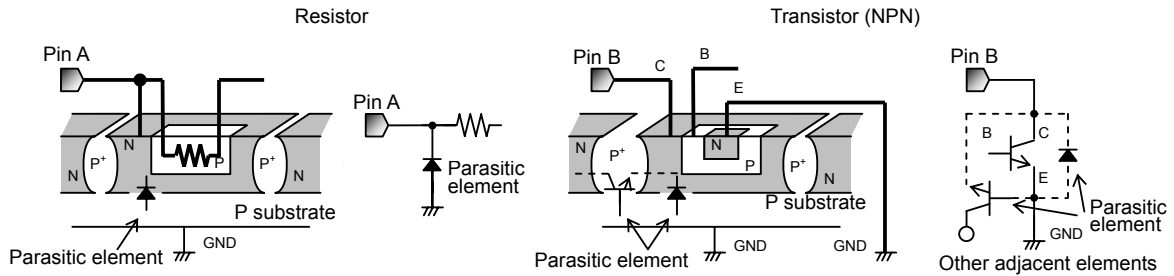 Resistor
Transistor (NPN)
Pin A
Pin B
C
B
E
Pin B
Pin A
N
P+
N
P
P+
N
Parasitic
element
P substrate
Parasitic element
GND
N
P+
N
P
P+
N
P substrate
Parasitic element
GND
GND
B
C
E
Parasitic
element
GND
Other adjacent elements